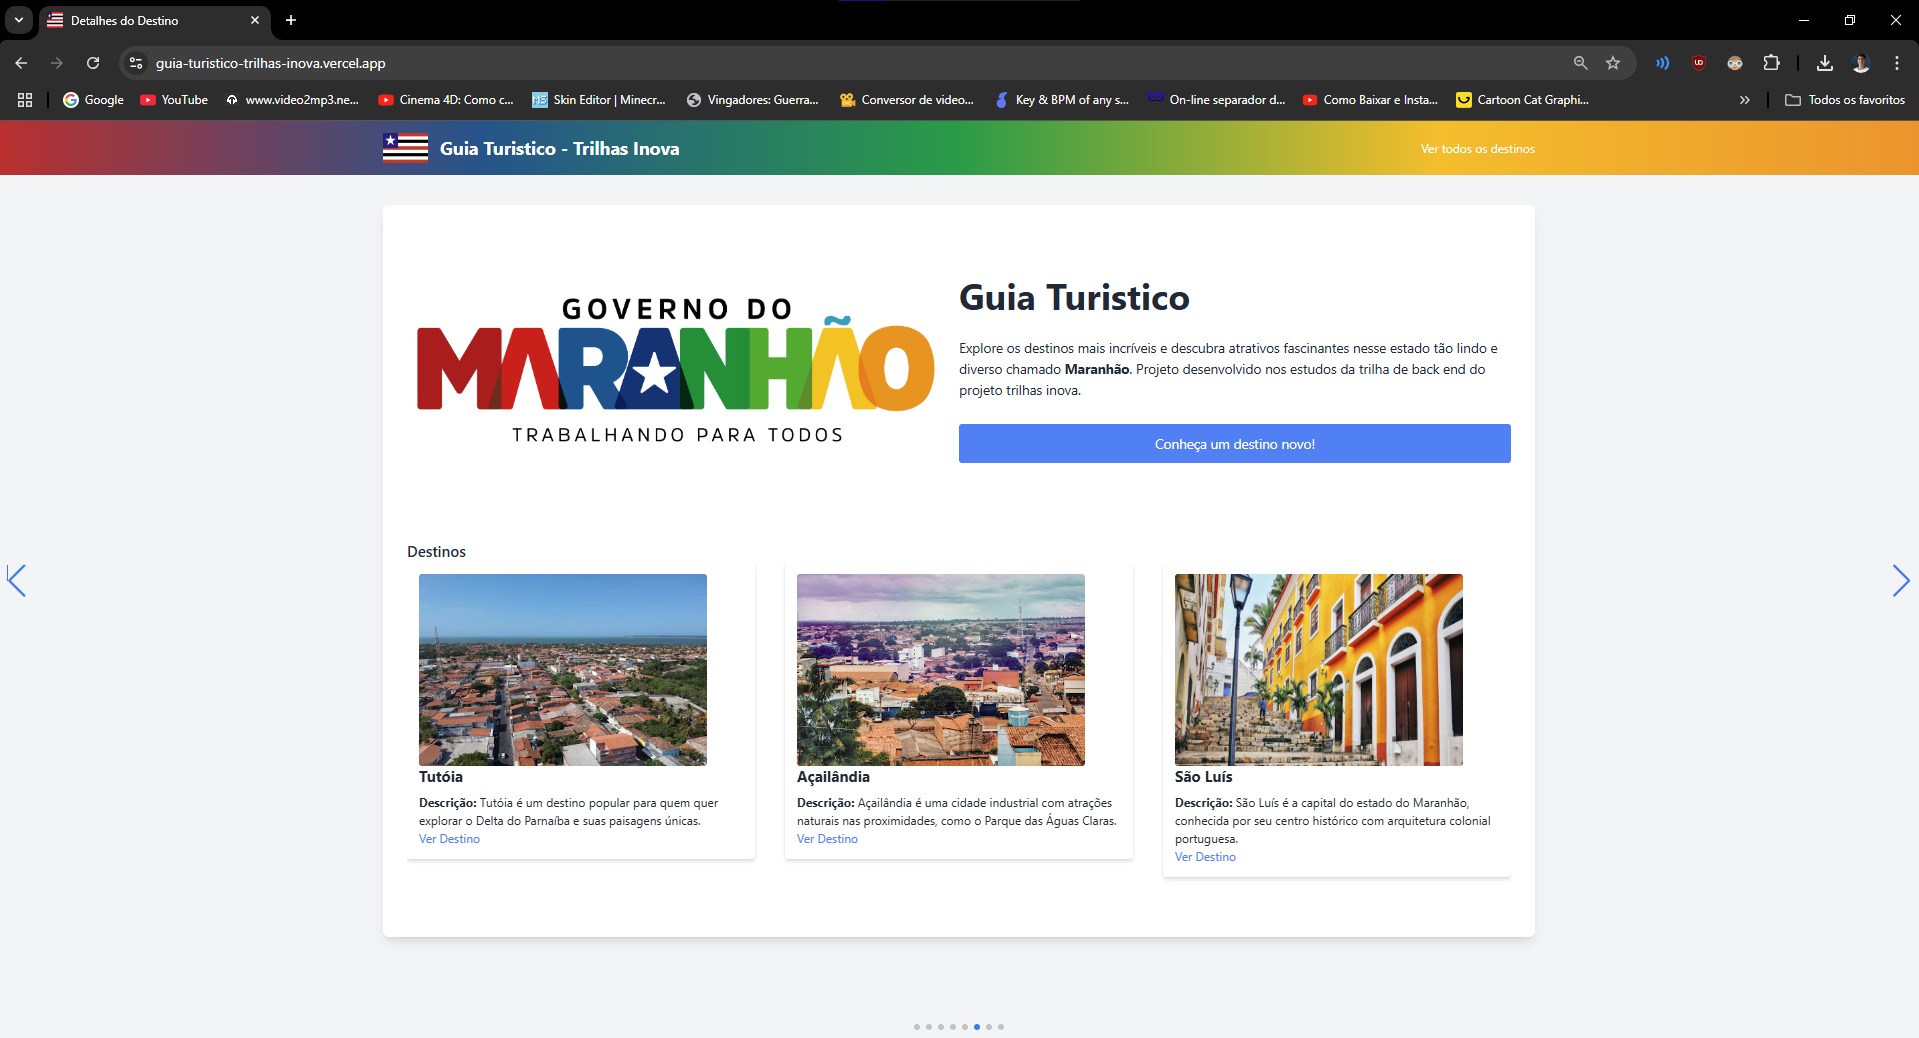 Detalhes do Destino
guia-turistico-trilhas-inova.vercel.app
Google
YouTube
www.video2mp3.ne...
Cinema 4D: Como c...
Skin Editor | Minecr...
Vingadores: Guerra...
Conversor de video...
Key & BPM of any s...
On-line separador d...
Como Baixar e Insta...
Cartoon Cat Graphi...
Todos os favoritos
Guia Turistico - Trilhas Inova
Ver todos os destinos
GOVERNO DO
MARANHÃO
TRABALHANDO PARA TODOS
Guia Turistico
Explore os destinos mais incríveis e descubra atrativos fascinantes nesse estado tão lindo e
diverso chamado Maranhão. Projeto desenvolvido nos estudos da trilha de back end do
projeto trilhas inova.
Conheça um destino novo!
Destinos
Tutóia
Descrição: Tutóia é um destino popular para quem quer
explorar o Delta do Parnaíba e suas paisagens únicas.
Ver Destino
Açailândia
Descrição: Açailândia é uma cidade industrial com atrações
naturais nas proximidades, como o Parque das Águas Claras.
Ver Destino
São Luís
Descrição: São Luís é a capital do estado do Maranhão,
conhecida por seu centro histórico com arquitetura colonial
portuguesa.
Ver Destino